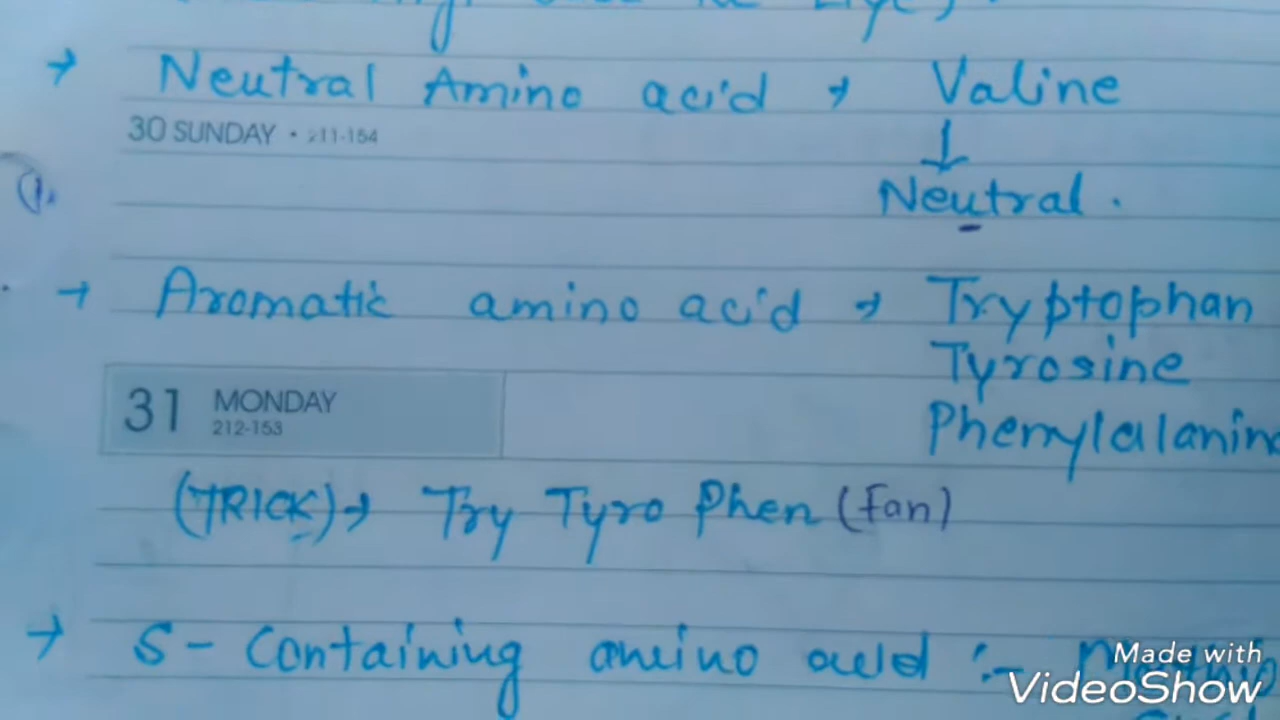 → Neutral Amino acid → Valine
30 SUNDAY • 211-154
↓
Neutral.
→ Aromatic amino acid → Tryptophan
Tyrosine
31 MONDAY
212-153
Phenylalanin
(TRICK)→ Try Tyro Phen (fan)
→ S - Containing amino acid :-
Made with
VideoShow